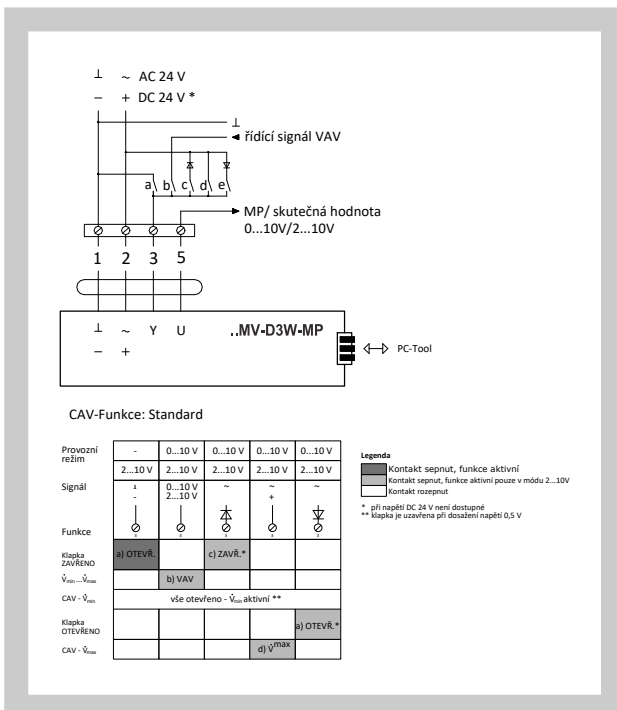 ⊥ ~ AC 24 V
– + DC 24 V *
⊥
řídící signál VAV
a b c d e
MP/ skutečná hodnota
0...10V/2...10V
1 2 3 5
⊥ ~ Y U ..MV-D3W-MP
– +
PC-Tool
CAV-Funkce: Standard
Provozní režim - 0...10 V 0...10 V 0...10 V 0...10 V
2...10 V 2...10 V 2...10 V 2...10 V 2...10 V
Signál ⊥ 0...10 V ~ ~ ~
- 2...10 V +
3 3 3 3 3
Funkce
Klapka ZAVŘENO a) OTEVŘ. c) ZAVŘ.*
V̇min ...V̇max b) VAV
CAV - V̇min vše otevřeno - V̇min aktivní **
Klapka OTEVŘENO a) OTEVŘ.*
CAV - V̇max d) V̇max
Legenda
Kontakt sepnut, funkce aktivní
Kontakt sepnut, funkce aktivní pouze v módu 2...10V
Kontakt rozepnut
* při napětí DC 24 V není dostupné
** klapka je uzavřena při dosažení napětí 0,5 V